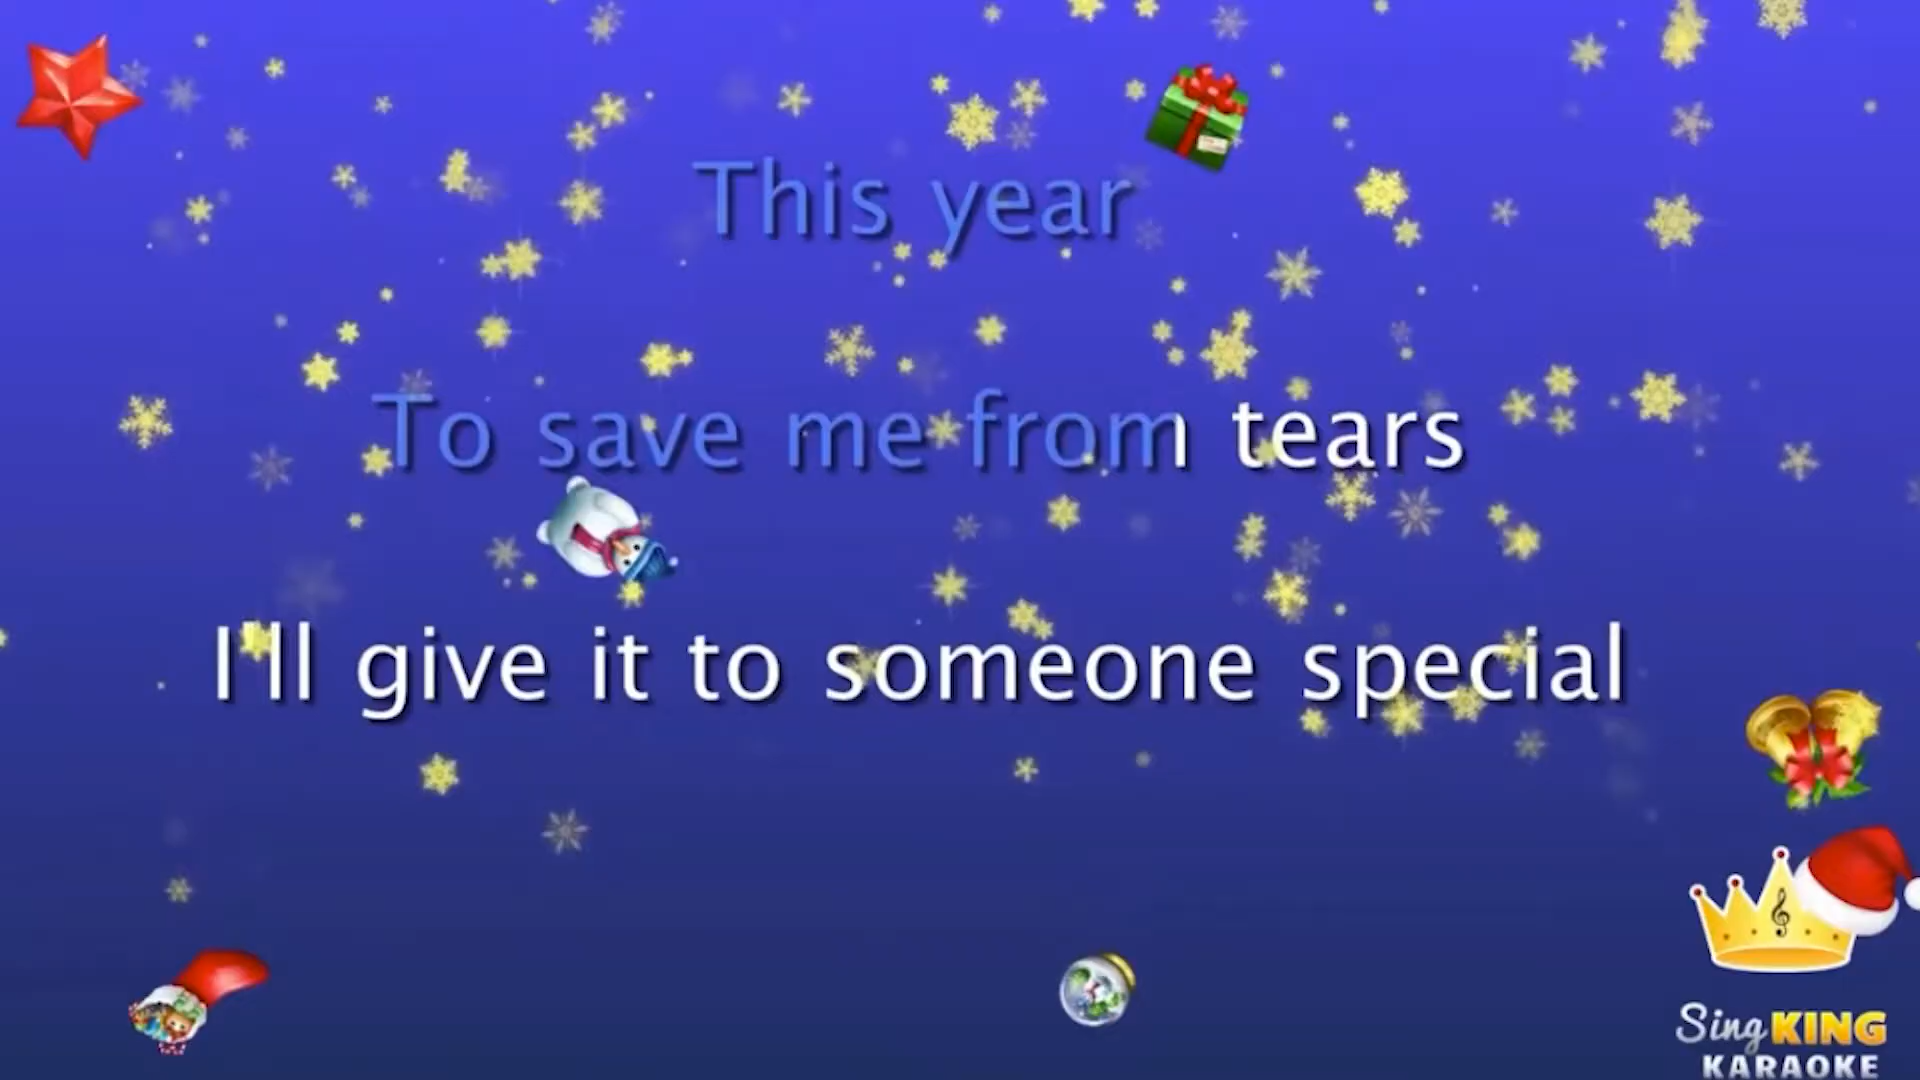 This year
To save me from tears
I'll give it to someone special
Sing KING
KARAOKE